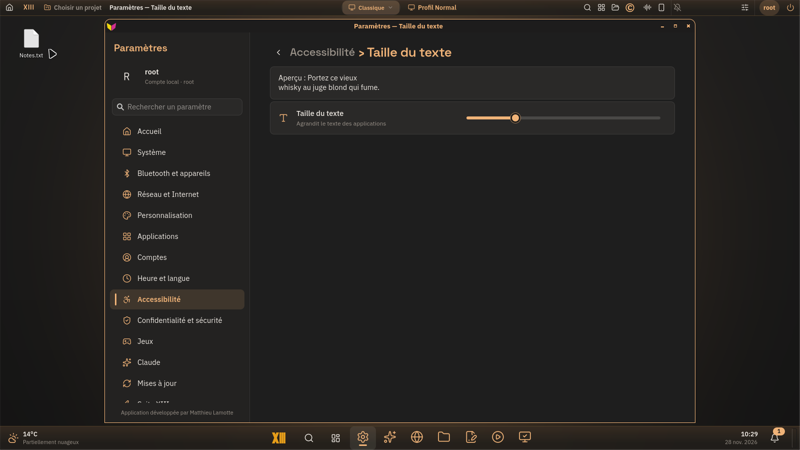 XIII
Choisir un projet
Paramètres — Taille du texte
Classique
Profil Normal
root
Notes.txt
Paramètres — Taille du texte
Paramètres
R
root
Compte local · root
Rechercher un paramètre
Accueil
Système
Bluetooth et appareils
Réseau et Internet
Personnalisation
Applications
Comptes
Heure et langue
Accessibilité
Confidentialité et sécurité
Jeux
Claude
Mises à jour
Application développée par Matthieu Lamotte
Accessibilité > Taille du texte
Aperçu : Portez ce vieux
whisky au juge blond qui fume.
Taille du texte
Agrandit le texte des applications
14°C
Partiellement nuageux
XIII
10:29
28 nov. 2026
1